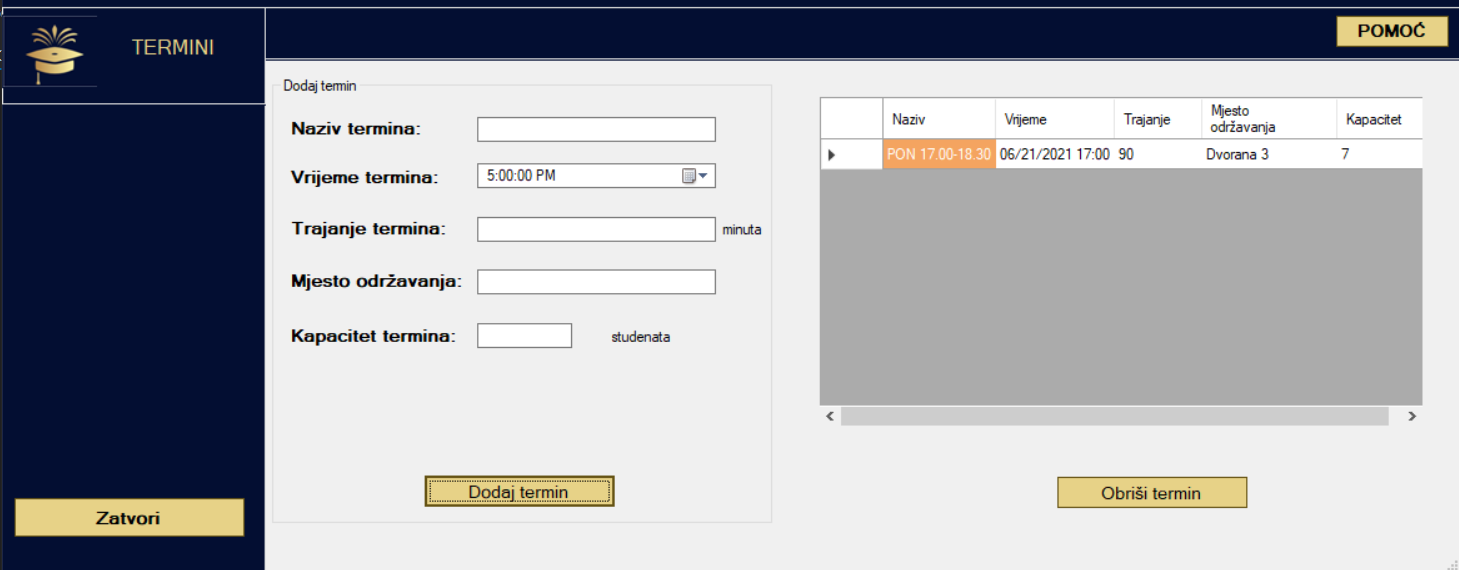 TERMINI
POMOĆ
Dodaj termin
Naziv termina:
Vrijeme termina: 5:00:00 PM
Trajanje termina: minuta
Mjesto održavanja:
Kapacitet termina: studenata
Dodaj termin
Naziv Vrijeme Trajanje Mjesto održavanja Kapacitet
PON 17.00-18.30 06/21/2021 17:00 90 Dvorana 3 7
Obriši termin
Zatvori